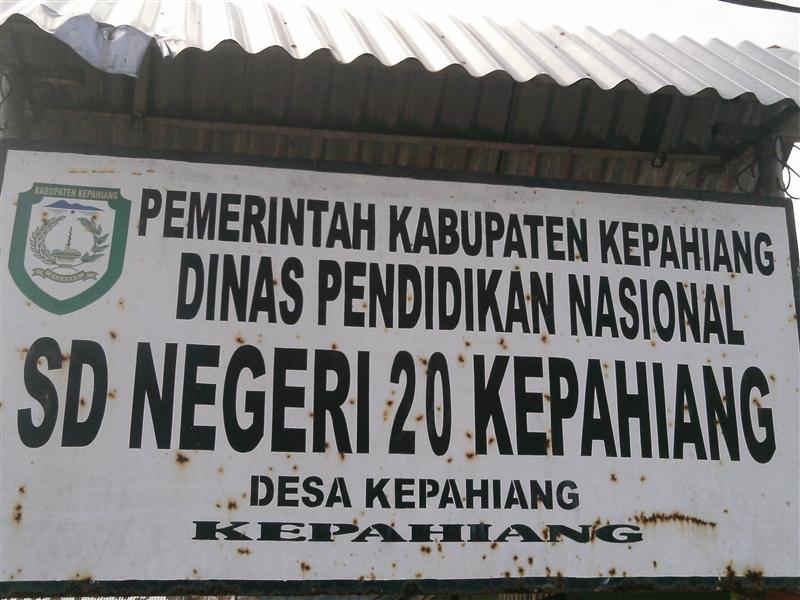 KABUPATEN KEPAHIANG
PEMERINTAH KABUPATEN KEPAHIANG
DINAS PENDIDIKAN NASIONAL
SD NEGERI 20 KEPAHIANG
DESA KEPAHIANG
KEPAHIANG